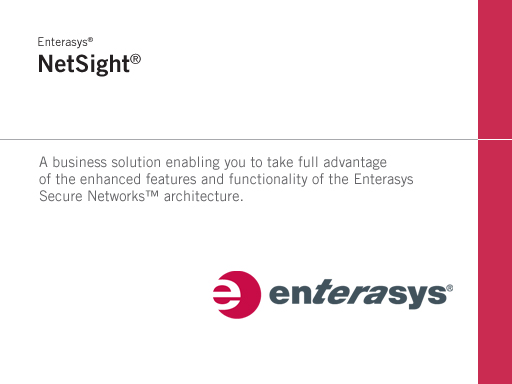 Enterasys®
NetSight®
A business solution enabling you to take full advantage
of the enhanced features and functionality of the Enterasys
Secure Networks™ architecture.
enterasys®